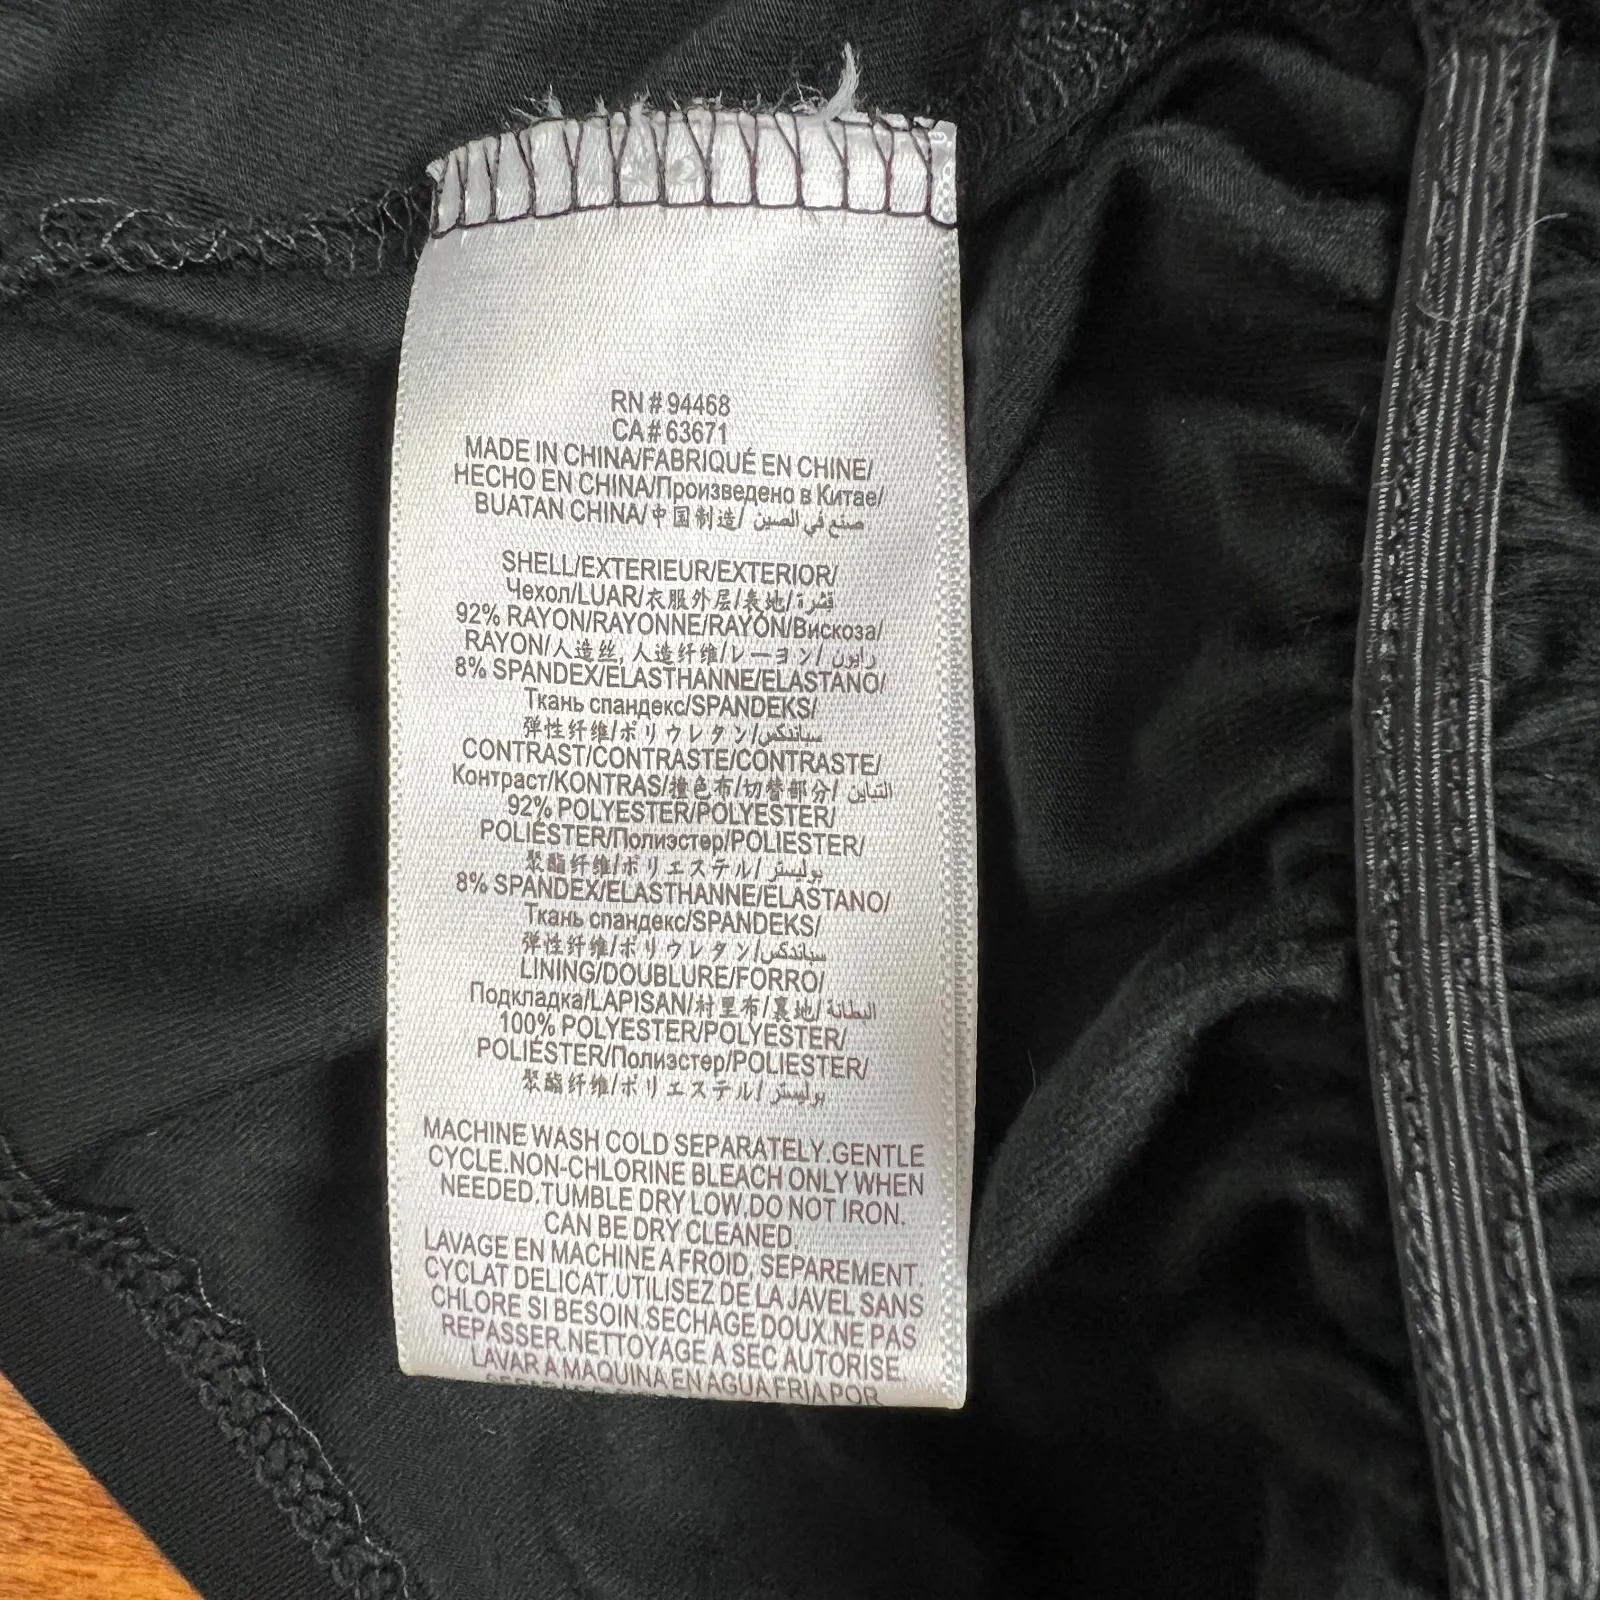 RN # 94468
CA# 63671
MADE IN CHINA/FABRIQUÉ EN CHINE/
HECHO EN CHINA/Произведено в Китае/
BUATAN CHINA/中国制造/ صنع في الصين
SHELL/EXTERIEUR/EXTERIOR/
Чехол/LUAR/衣服外层/表地/ قشرة
92% RAYON/RAYONNE/RAYÓN/Вискоза/
RAYON/人造丝, 人造纤维/レーヨン/ رايون
8% SPANDEX/ELASTHANNE/ELASTANO/
Ткань спандекс/SPANDEKS/
弹性纤维/ポリウレタン/سباندكس
CONTRAST/CONTRASTE/CONTRASTE/
Контраст/KONTRAS/撞色布/切替部分/ التباين
92% POLYESTER/POLYESTER/
POLIÉSTER/Полиэстер/POLIESTER/
聚酯纤维/ポリエステル/ بوليستر
8% SPANDEX/ELASTHANNE/ELASTANO/
Ткань спандекс/SPANDEKS/
弹性纤维/ポリウレタン/سباندكس
LINING/DOUBLURE/FORRO/
Подкладка/LAPISAN/衬里布/裏地/ البطانة
100% POLYESTER/POLYESTER/
POLIÉSTER/Полиэстер/POLIESTER/
聚酯纤维/ポリエステル/ بوليستر
MACHINE WASH COLD SEPARATELY.GENTLE
CYCLE.NON-CHLORINE BLEACH ONLY WHEN
NEEDED.TUMBLE DRY LOW.DO NOT IRON.
CAN BE DRY CLEANED.
LAVAGE EN MACHINE A FROID, SEPAREMENT.
CYCLAT DELICAT.UTILISEZ DE LA JAVEL SANS
CHLORE SI BESOIN.SECHAGE DOUX.NE PAS
REPASSER.NETTOYAGE A SEC AUTORISE.
LAVAR A MAQUINA EN AGUA FRIA POR